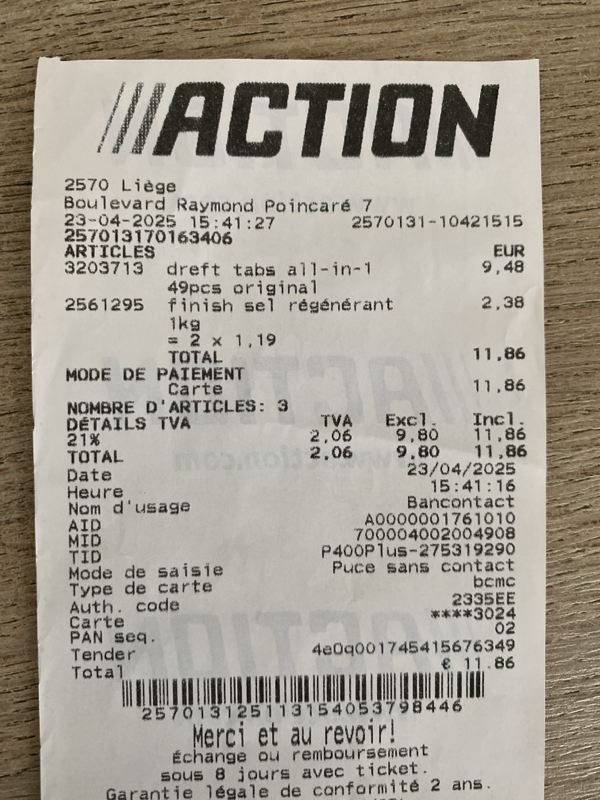 ACTION
2570 Liège
Boulevard Raymond Poincaré 7
23-04-2025 15:41:27 2570131-10421515
257013170163406
ARTICLES EUR
3203713 dreft tabs all-in-1 9,48
49pcs original
2561295 finish sel régénérant 2,38
1kg
= 2 x 1,19
TOTAL 11,86
MODE DE PAIEMENT
Carte 11,86
NOMBRE D'ARTICLES: 3
DÉTAILS TVA TVA Excl. Incl.
21% 2,06 9,80 11,86
TOTAL 2,06 9,80 11,86
Date 23/04/2025
Heure 15:41:16
Nom d'usage Bancontact
AID A0000001761010
MID 700004002004908
TID P400Plus-275319290
Mode de saisie Puce sans contact
Type de carte bcmc
Auth. code 2335EE
Carte ****3024
PAN seq. 02
Tender 4e0q001745415676349
Total € 11.86
2570131251131154053798446
Merci et au revoir!
Échange ou remboursement
sous 8 jours avec ticket.
Garantie légale de conformité 2 ans.